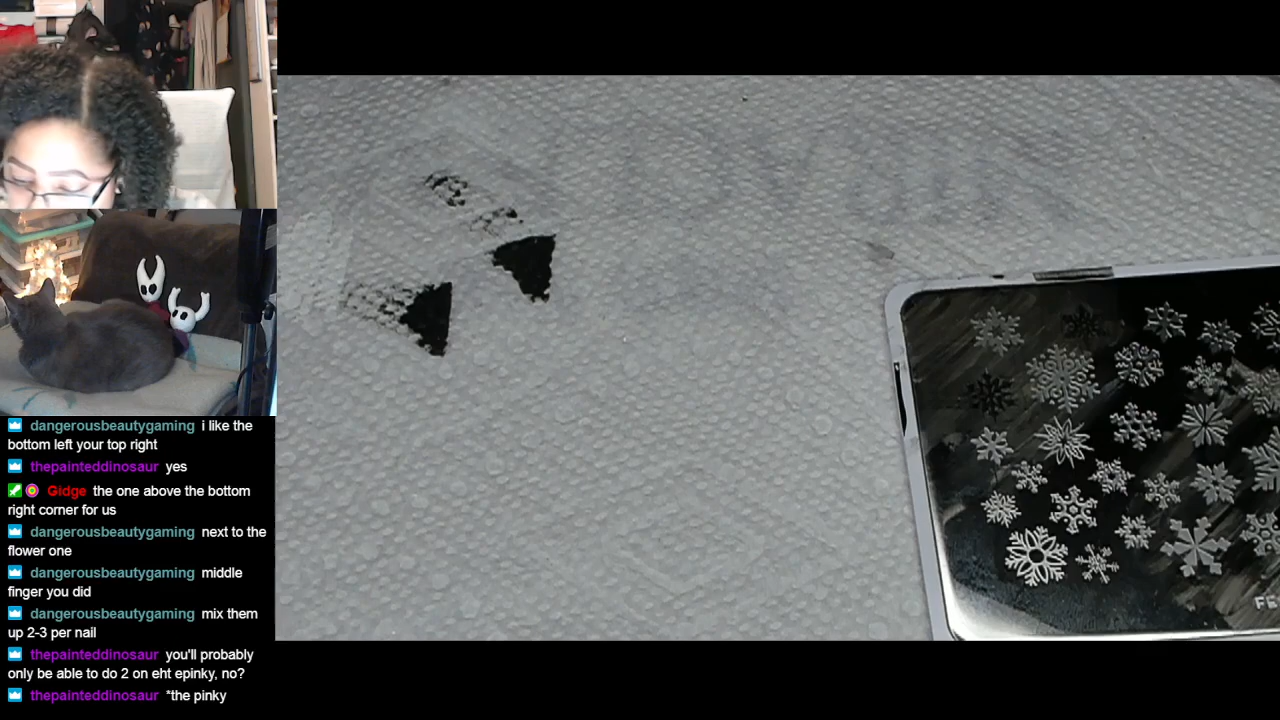 dangerousbeautygaming i like the
bottom left your top right
thepainteddinosaur yes
Gidge the one above the bottom
right corner for us
dangerousbeautygaming next to the
flower one
dangerousbeautygaming middle
finger you did
dangerousbeautygaming mix them
up 2-3 per nail
thepainteddinosaur you'll probably
only be able to do 2 on eht epinky, no?
thepainteddinosaur *the pinky